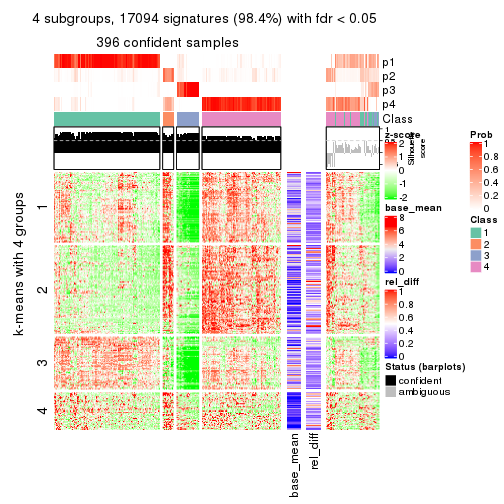 4 subgroups, 17094 signatures (98.4%) with fdr < 0.05
396 confident samples
p1
p2
p3
p4
Class
1
0
Silhouette
score
k-means with 4 groups
1
2
3
4
base_mean
rel_diff
z-score
2
1
0
-1
-2
base_mean
8
6
4
2
0
rel_diff
1
0.8
0.6
0.4
0.2
0
Status (barplots)
confident
ambiguous
Prob
1
0.8
0.6
0.4
0.2
0
Class
1
2
3
4